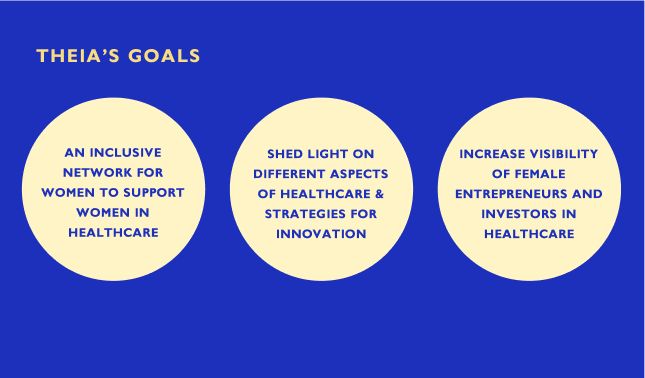 THEIA'S GOALS
AN INCLUSIVE
NETWORK FOR
WOMEN TO SUPPORT
WOMEN IN
HEALTHCARE
SHED LIGHT ON
DIFFERENT ASPECTS
OF HEALTHCARE &
STRATEGIES FOR
INNOVATION
INCREASE VISIBILITY
OF FEMALE
ENTREPRENEURS AND
INVESTORS IN
HEALTHCARE